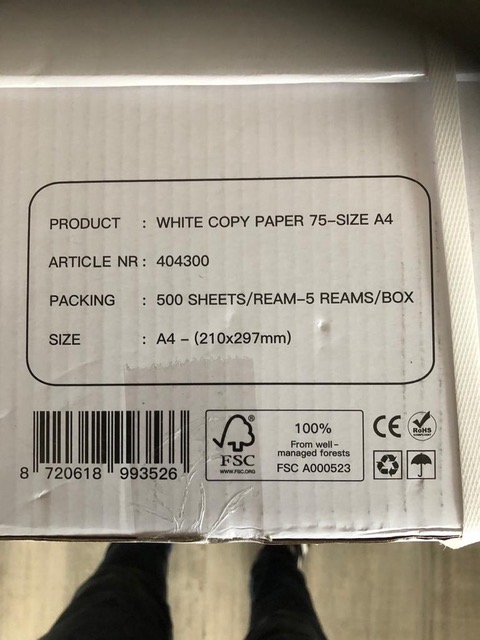 PRODUCT : WHITE COPY PAPER 75-SIZE A4
ARTICLE NR : 404300
PACKING : 500 SHEETS/REAM-5 REAMS/BOX
SIZE : A4 - (210x297mm)
8 720618 993526
FSC
®
www.fsc.org
100%
From well-
managed forests
FSC A000523
CE
RoHS
COMPLIANT